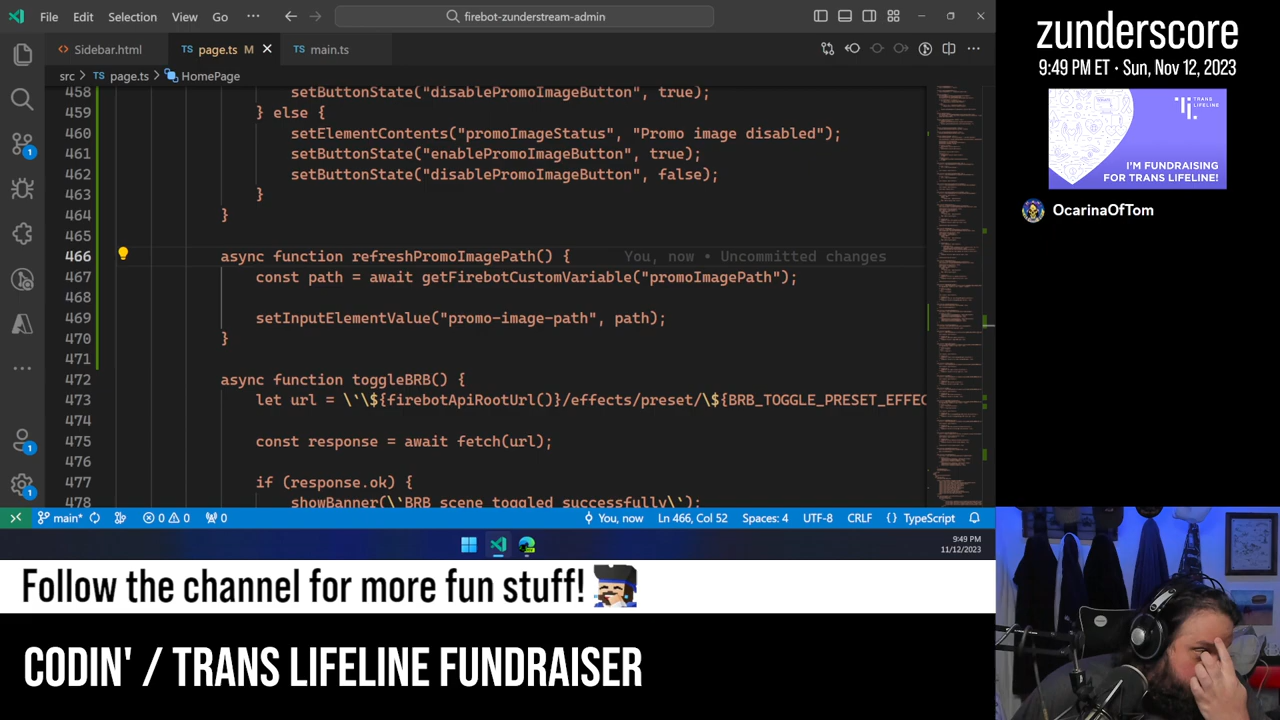 File Edit Selection View Go ··· firebot-zunderstream-admin
Sidebar.html TS page.ts M TS main.ts
src > TS page.ts > HomePage
458 setButtonState("disablePromoImageButton", true);
459 } else {
460 setElementContents("promoImageStatus", "Promo image disabled");
461 setButtonState("enablePromoImageButton", true);
462 setButtonState("disablePromoImageButton", false);
463 }
464 }
465
466 async function refreshPromoImagePath() { You, now • Uncommitted changes
467 const path = await getFirebotCustomVariable("promoImagePath");
468
469 setInputElementValue("promo-image-path", path);
470 }
471
472 async function toggleBRB() {
473 let url = \`\${firebotApiRootUrl()}/effects/preset/\${BRB_TOGGLE_PRESET_EFFEC
474
475 const response = await fetch(url);
476
477 if (response.ok) {
478 showBanner(\`BRB scene toggled successfully\`);
1
1
1
main* 0 0 0 You, now Ln 466, Col 52 Spaces: 4 UTF-8 CRLF { } TypeScript
9:49 PM
11/12/2023
zunderscore
9:49 PM ET • Sun, Nov 12, 2023
TRANS
LIFELINE
I'M FUNDRAISING
FOR TRANS LIFELINE!
OcarinaOfTom
Follow the channel for more fun stuff!
CODIN' / TRANS LIFELINE FUNDRAISER